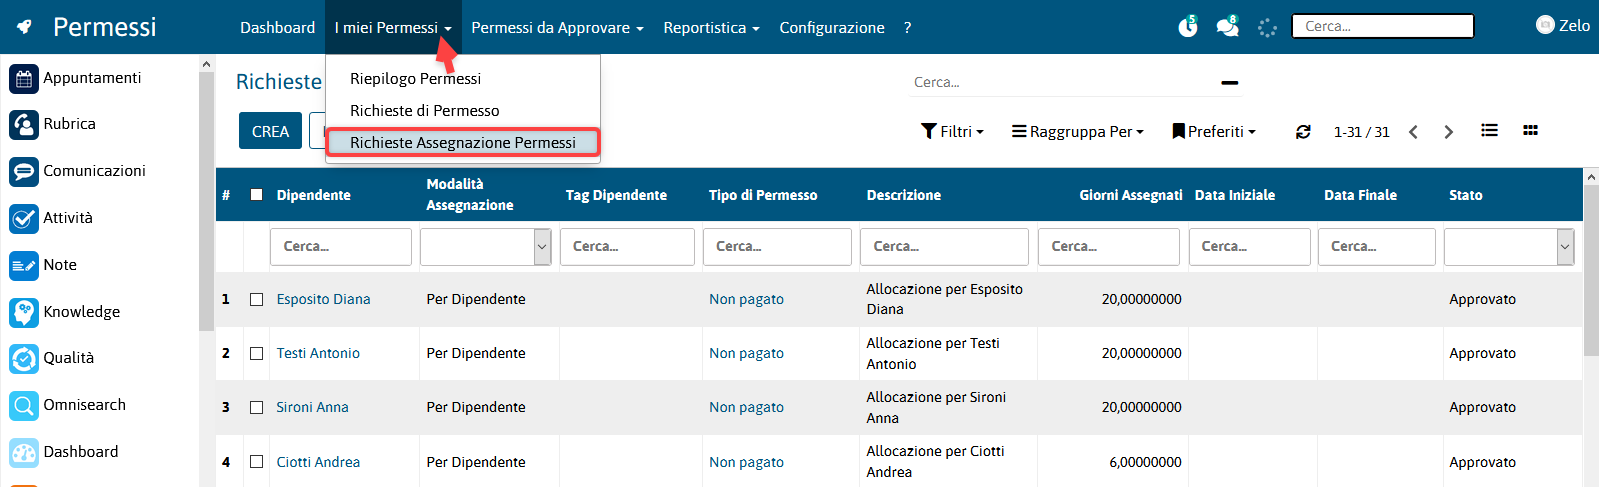 Permessi
Dashboard
I miei Permessi
Permessi da Approvare
Reportistica
Configurazione
?
5
8
Cerca...
Zelo
Appuntamenti
Rubrica
Comunicazioni
Attività
Note
Knowledge
Qualità
Omnisearch
Dashboard
Riepilogo Permessi
Richieste di Permesso
Richieste Assegnazione Permessi
Richieste
Cerca...
CREA
Filtri
Raggruppa Per
Preferiti
1-31 / 31
# Dipendente Modalità Assegnazione Tag Dipendente Tipo di Permesso Descrizione Giorni Assegnati Data Iniziale Data Finale Stato
Cerca... Cerca... Cerca... Cerca... Cerca... Cerca... Cerca...
1 Esposito Diana Per Dipendente Non pagato Allocazione per Esposito Diana 20,00000000 Approvato
2 Testi Antonio Per Dipendente Non pagato Allocazione per Testi Antonio 20,00000000 Approvato
3 Sironi Anna Per Dipendente Non pagato Allocazione per Sironi Anna 20,00000000 Approvato
4 Ciotti Andrea Per Dipendente Non pagato Allocazione per Ciotti Andrea 6,00000000 Approvato